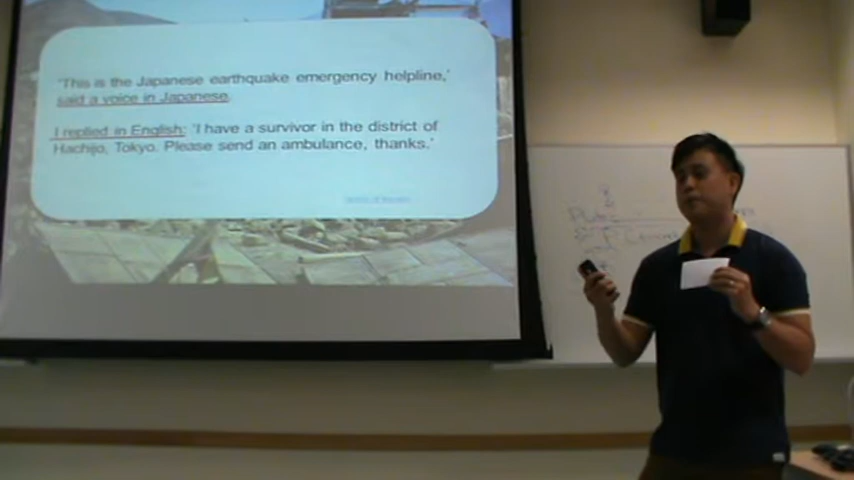 'This is the Japanese earthquake emergency helpline,'
said a voice in Japanese.
I replied in English: 'I have a survivor in the district of
Hachijo, Tokyo. Please send an ambulance, thanks.'